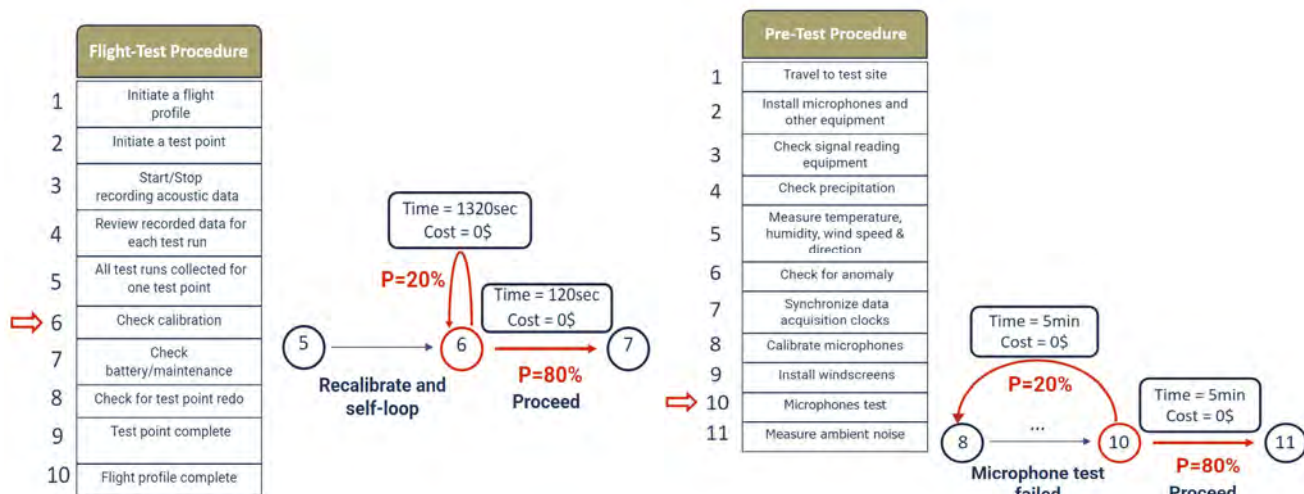 Flight-Test Procedure
1
Initiate a flight
profile
2
Initiate a test point
3
Start/Stop
recording acoustic data
4
Review recorded data for
each test run
5
All test runs collected for
one test point
6
Check calibration
7
Check
battery/maintenance
8
Check for test point redo
9
Test point complete
10
Flight profile complete
Time = 1320sec
Cost = 0$
P=20%
Time = 120sec
Cost = 0$
5
6
7
P=80%
Recalibrate and
self-loop
Proceed
Pre-Test Procedure
1
Travel to test site
2
Install microphones and
other equipment
3
Check signal reading
equipment
4
Check precipitation
5
Measure temperature,
humidity, wind speed &
direction
6
Check for anomaly
7
Synchronize data
acquisition clocks
8
Calibrate microphones
9
Install windscreens
10
Microphones test
11
Measure ambient noise
Time = 5min
Cost = 0$
P=20%
Time = 5min
Cost = 0$
8
...
10
11
Microphone test
failed
P=80%
Proceed